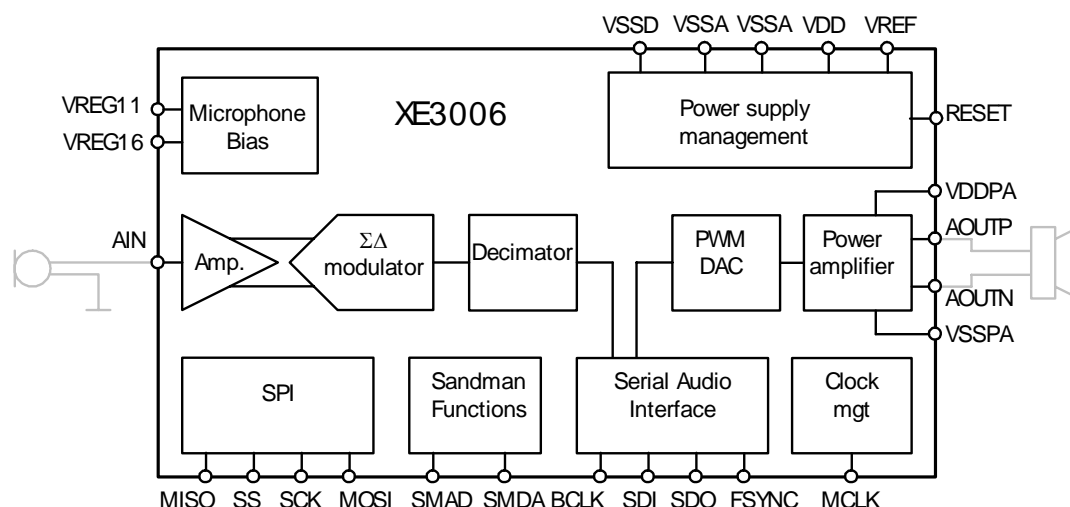 VSSD VSSA VSSA VDD VREF
XE3006
Microphone
Bias
VREG11
VREG16
Power supply
management
RESET
AIN
Amp.
ΣΔ
modulator
Decimator
PWM
DAC
Power
amplifier
VDDPA
AOUTP
AOUTN
VSSPA
SPI
Sandman
Functions
Serial Audio
Interface
Clock
mgt
MISO SS SCK MOSI SMAD SMDA BCLK SDI SDO FSYNC MCLK